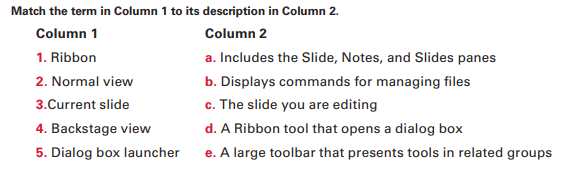 Match the term in Column 1 to its description in Column 2.
Column 1 Column 2
1. Ribbon a. Includes the Slide, Notes, and Slides panes
2. Normal view b. Displays commands for managing files
3.Current slide c. The slide you are editing
4. Backstage view d. A Ribbon tool that opens a dialog box
5. Dialog box launcher e. A large toolbar that presents tools in related groups